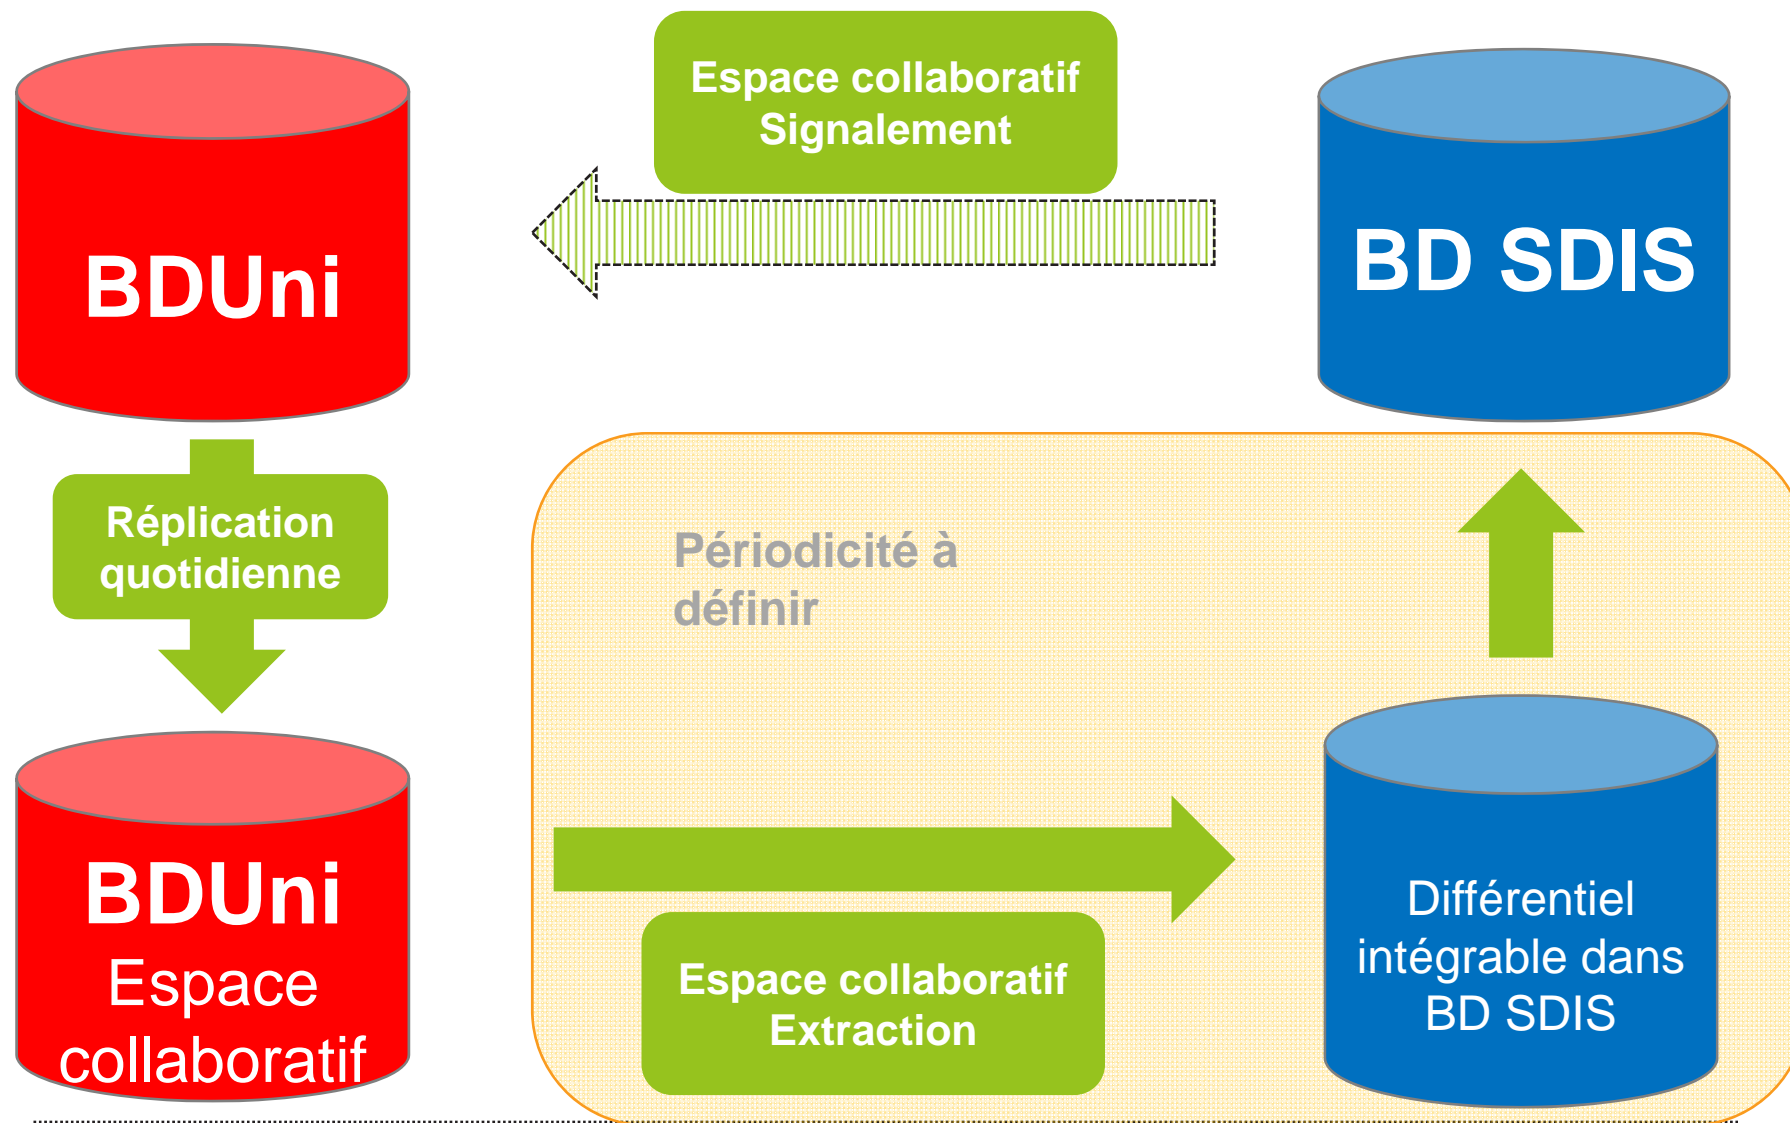 Espace collaboratif
Signalement
BDUni
BD SDIS
Réplication
quotidienne
Périodicité à
définir
BDUni
Espace
collaboratif
Espace collaboratif
Extraction
Différentiel
intégrable dans
BD SDIS